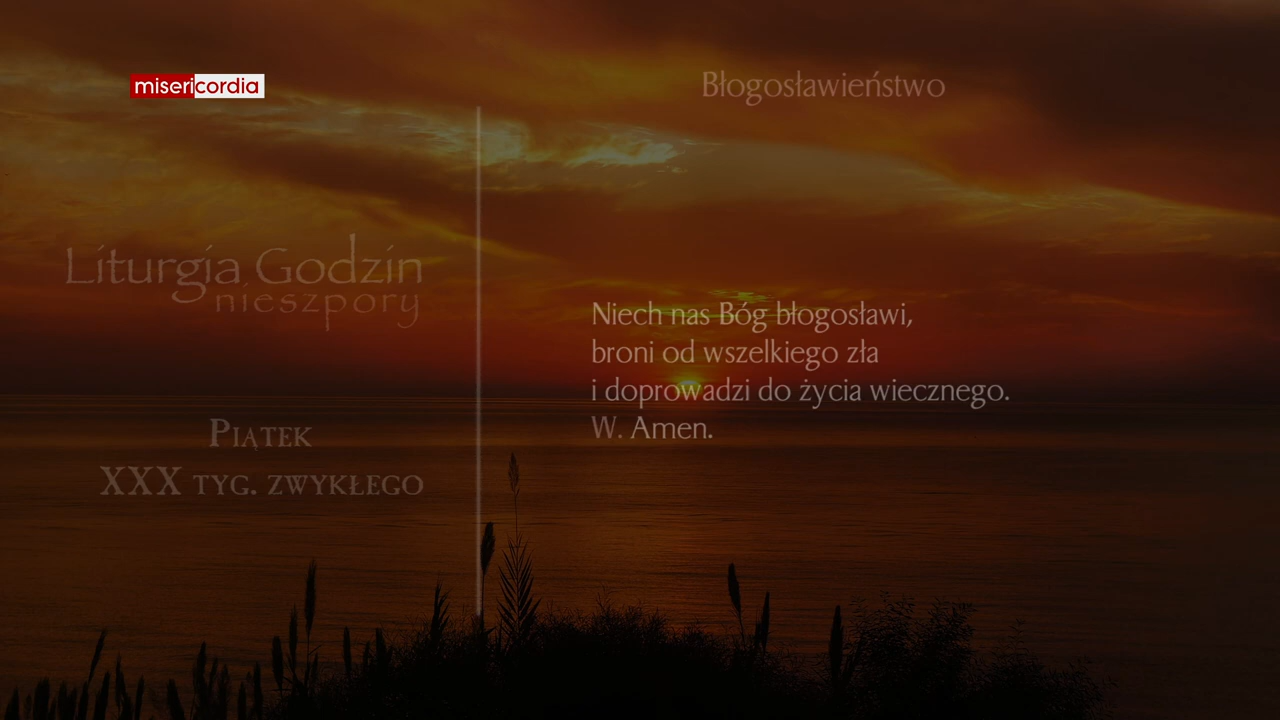 misericordia
Błogosławieństwo
Liturgia Godzin
nieszpory
Niech nas Bóg błogosławi,
broni od wszelkiego zła
i doprowadzi do życia wiecznego.
W. Amen.
Piątek
XXX tyg. zwykłego